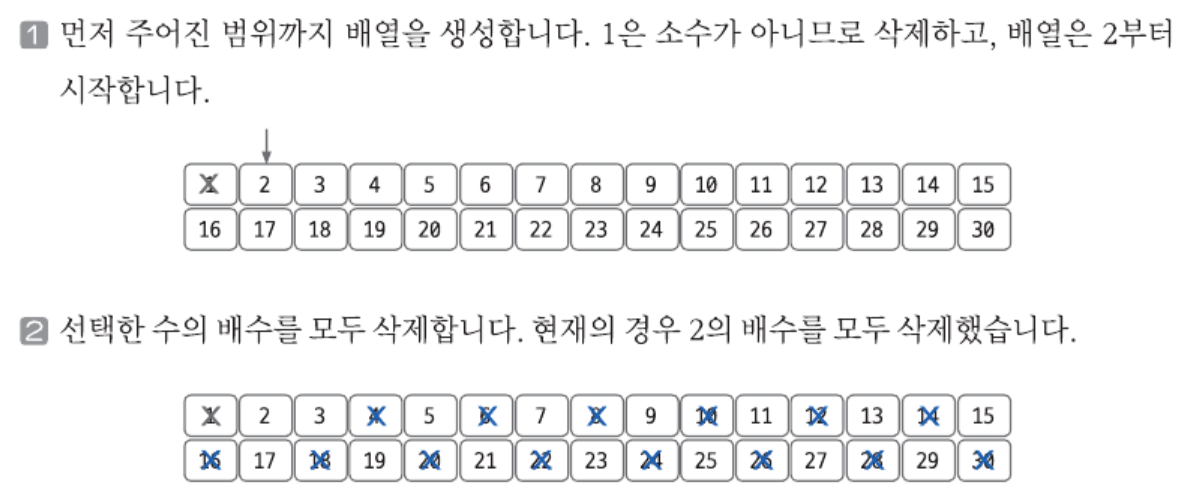 1 먼저 주어진 범위까지 배열을 생성합니다. 1은 소수가 아니므로 삭제하고, 배열은 2부터
시작합니다.
1 2 3 4 5 6 7 8 9 10 11 12 13 14 15
16 17 18 19 20 21 22 23 24 25 26 27 28 29 30
2 선택한 수의 배수를 모두 삭제합니다. 현재의 경우 2의 배수를 모두 삭제했습니다.
1 2 3 4 5 6 7 8 9 10 11 12 13 14 15
16 17 18 19 20 21 22 23 24 25 26 27 28 29 30